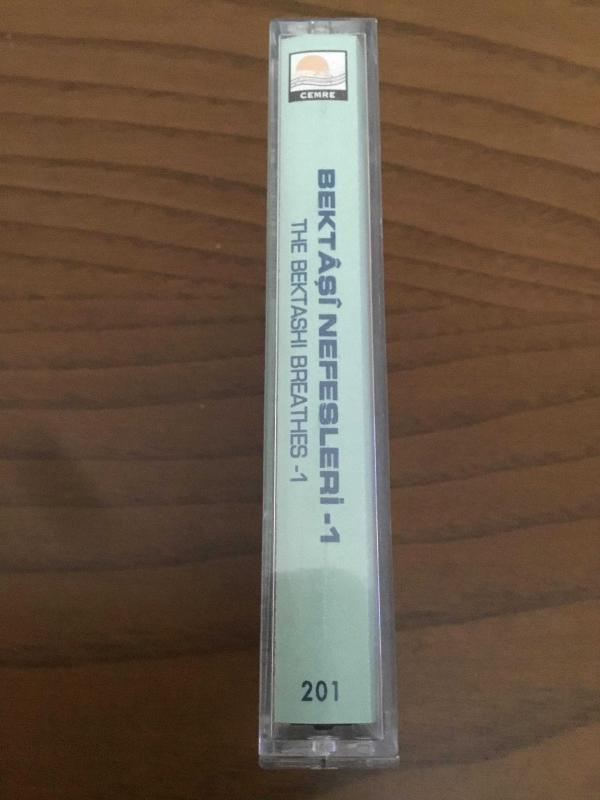 CEMRE
BEKTÂŞÎ NEFESLERİ -1
THE BEKTASHI BREATHES -1
201